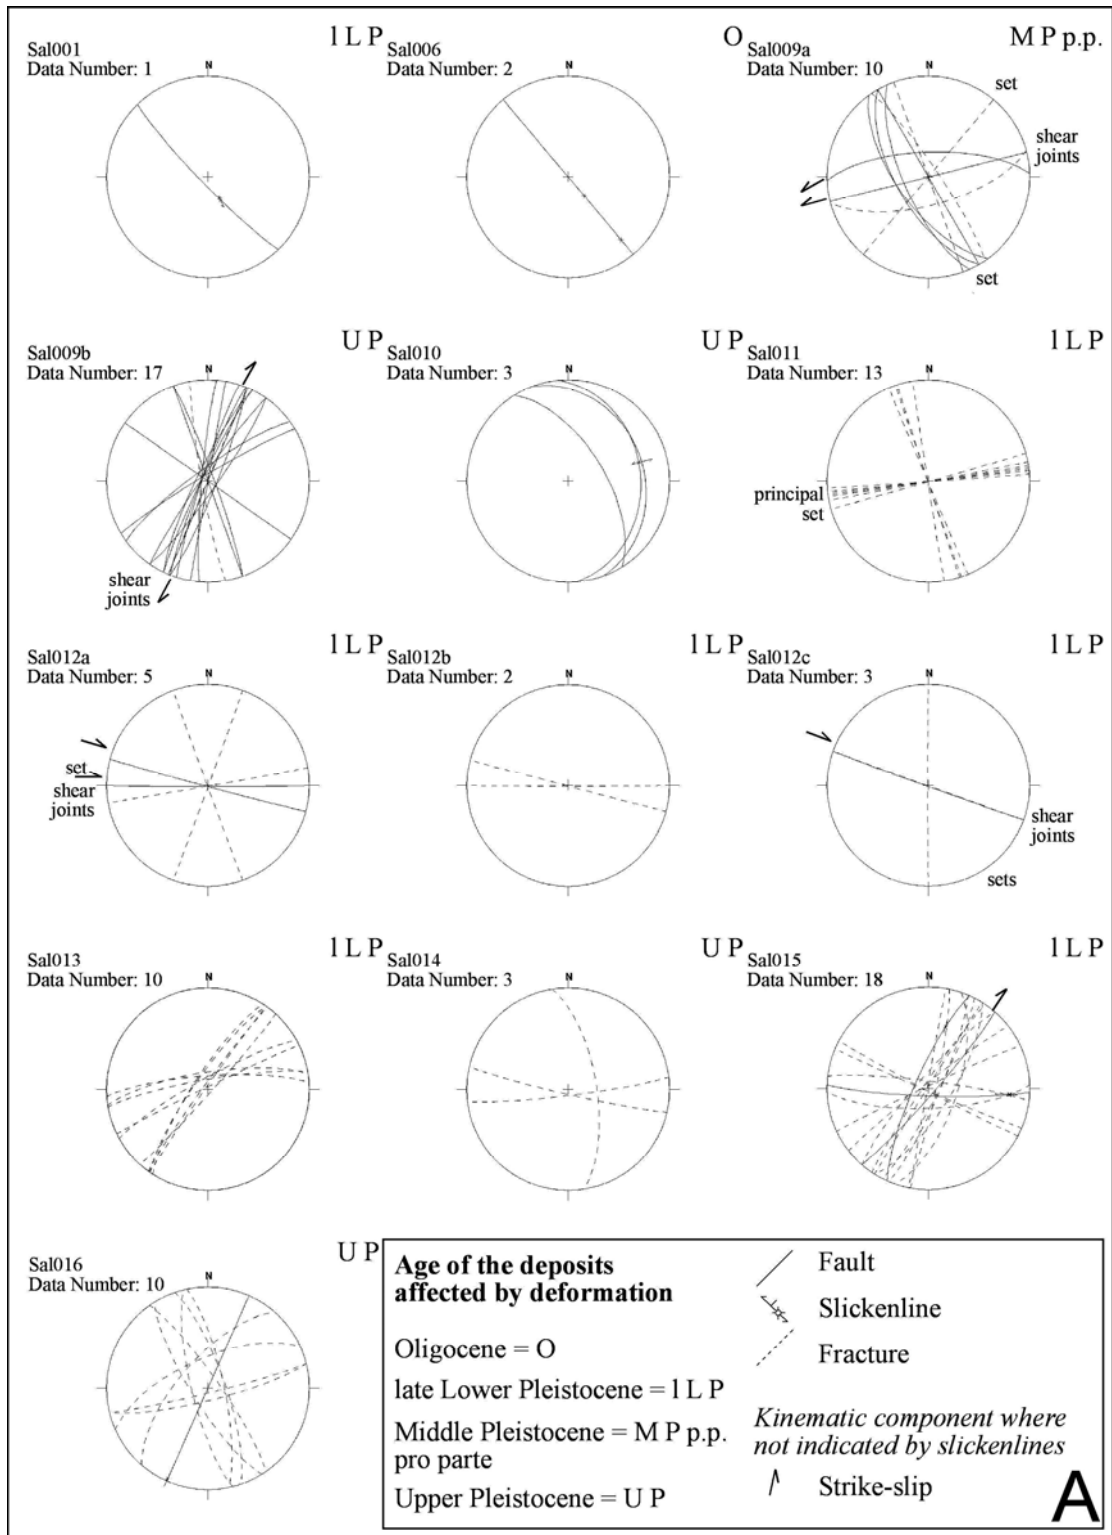 Sal001
Data Number: 1
l L P
N
Sal006
Data Number: 2
O
N
Sal009a
Data Number: 10
M P p.p.
N
set
shear
joints
set
Sal009b
Data Number: 17
U P
N
shear
joints
Sal010
Data Number: 3
U P
N
Sal011
Data Number: 13
l L P
N
principal
set
Sal012a
Data Number: 5
l L P
N
set
shear
joints
Sal012b
Data Number: 2
l L P
N
Sal012c
Data Number: 3
l L P
N
shear
joints
sets
Sal013
Data Number: 10
l L P
N
Sal014
Data Number: 3
U P
N
Sal015
Data Number: 18
l L P
N
Sal016
Data Number: 10
U P
N
Age of the deposits
affected by deformation
Oligocene = O
late Lower Pleistocene = l L P
Middle Pleistocene = M P p.p.
pro parte
Upper Pleistocene = U P
Fault
Slickenline
Fracture
Kinematic component where
not indicated by slickenlines
Strike-slip
A